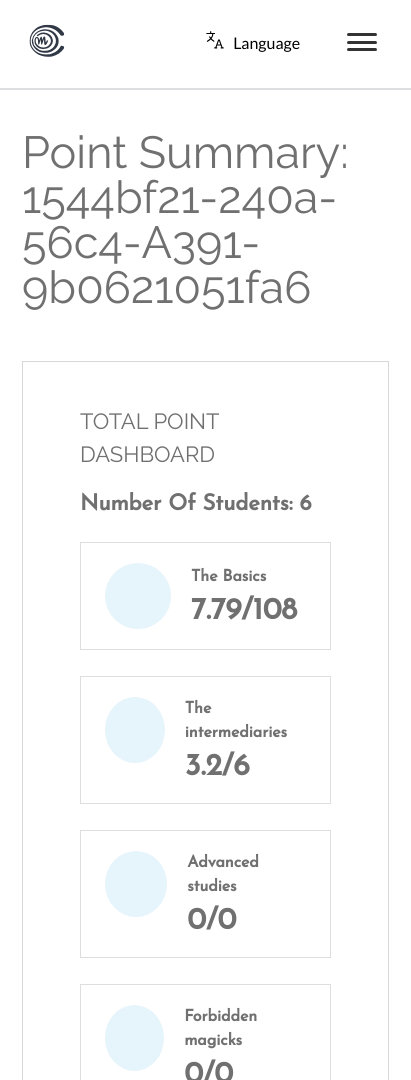 Language
Point Summary:
1544bf21-240a-
56c4-A391-
9b0621051fa6
TOTAL POINT
DASHBOARD
Number Of Students: 6
The Basics
7.79/108
The
intermediaries
3.2/6
Advanced
studies
0/0
Forbidden
magicks
0/0